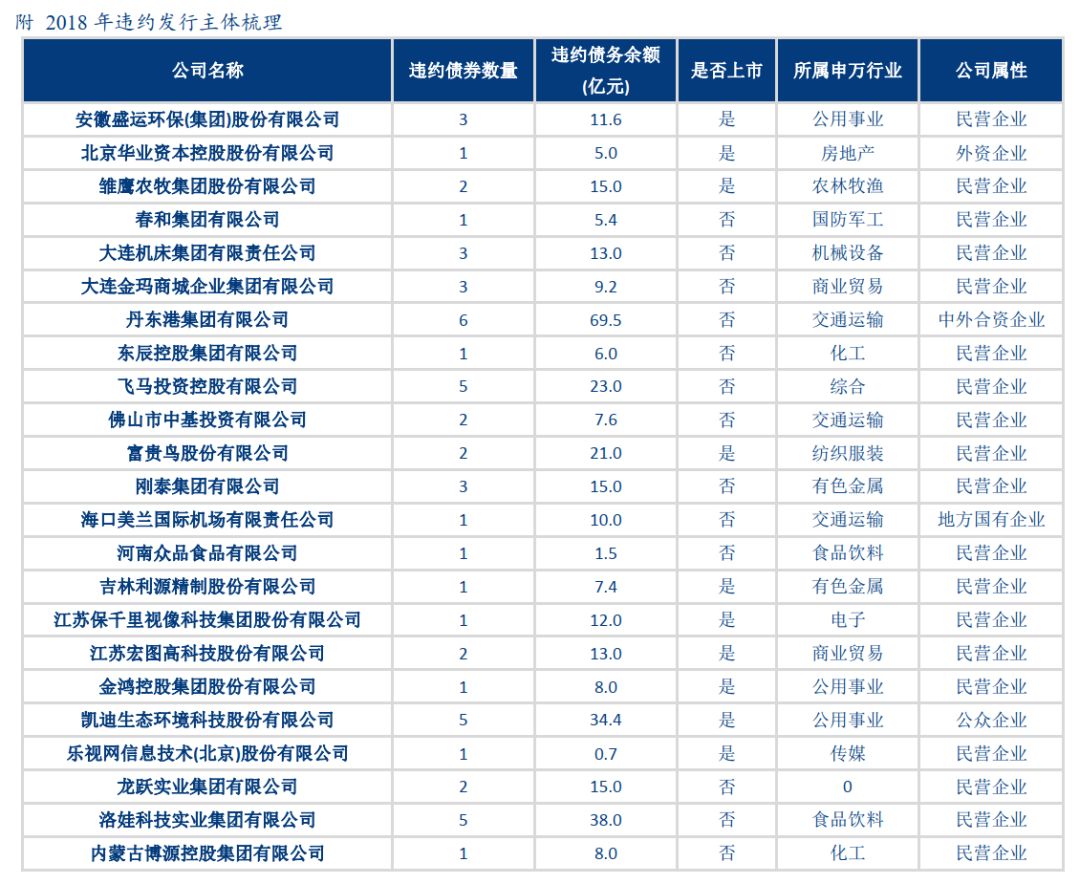 附 2018 年违约发行主体梳理
公司名称 违约债券数量 违约债务余额(亿元) 是否上市 所属申万行业 公司属性
安徽盛运环保(集团)股份有限公司 3 11.6 是 公用事业 民营企业
北京华业资本控股股份有限公司 1 5.0 是 房地产 外资企业
雏鹰农牧集团股份有限公司 2 15.0 是 农林牧渔 民营企业
春和集团有限公司 1 5.4 否 国防军工 民营企业
大连机床集团有限责任公司 3 13.0 否 机械设备 民营企业
大连金玛商城企业集团有限公司 3 9.2 否 商业贸易 民营企业
丹东港集团有限公司 6 69.5 否 交通运输 中外合资企业
东辰控股集团有限公司 1 6.0 否 化工 民营企业
飞马投资控股有限公司 5 23.0 否 综合 民营企业
佛山市中基投资有限公司 2 7.6 否 交通运输 民营企业
富贵鸟股份有限公司 2 21.0 是 纺织服装 民营企业
刚泰集团有限公司 3 15.0 否 有色金属 民营企业
海口美兰国际机场有限责任公司 1 10.0 否 交通运输 地方国有企业
河南众品食品有限公司 1 1.5 否 食品饮料 民营企业
吉林利源精制股份有限公司 1 7.4 是 有色金属 民营企业
江苏保千里视像科技集团股份有限公司 1 12.0 是 电子 民营企业
江苏宏图高科技股份有限公司 2 13.0 是 商业贸易 民营企业
金鸿控股集团股份有限公司 1 8.0 是 公用事业 民营企业
凯迪生态环境科技股份有限公司 5 34.4 是 公用事业 公众企业
乐视网信息技术(北京)股份有限公司 1 0.7 是 传媒 民营企业
龙跃实业集团有限公司 2 15.0 否 0 民营企业
洛娃科技实业集团有限公司 5 38.0 否 食品饮料 民营企业
内蒙古博源控股集团有限公司 1 8.0 否 化工 民营企业